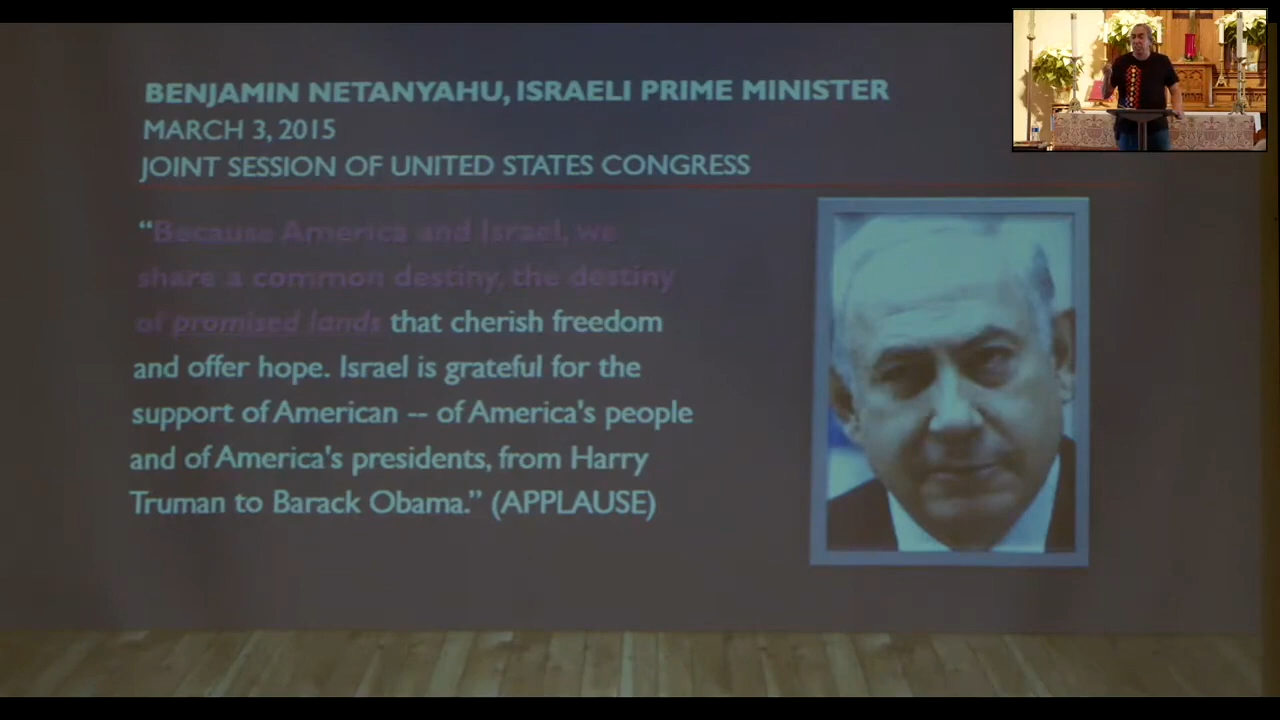 BENJAMIN NETANYAHU, ISRAELI PRIME MINISTER
MARCH 3, 2015
JOINT SESSION OF UNITED STATES CONGRESS
“Because America and Israel, we
share a common destiny, the destiny
of promised lands that cherish freedom
and offer hope. Israel is grateful for the
support of American -- of America's people
and of America's presidents, from Harry
Truman to Barack Obama.” (APPLAUSE)